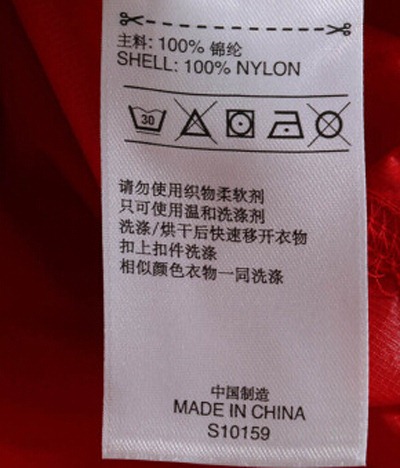 主料: 100% 锦纶
SHELL: 100% NYLON
30
请勿使用织物柔软剂
只可使用温和洗涤剂
洗涤/烘干后快速移开衣物
扣上扣件洗涤
相似颜色衣物一同洗涤
中国制造
MADE IN CHINA
S10159